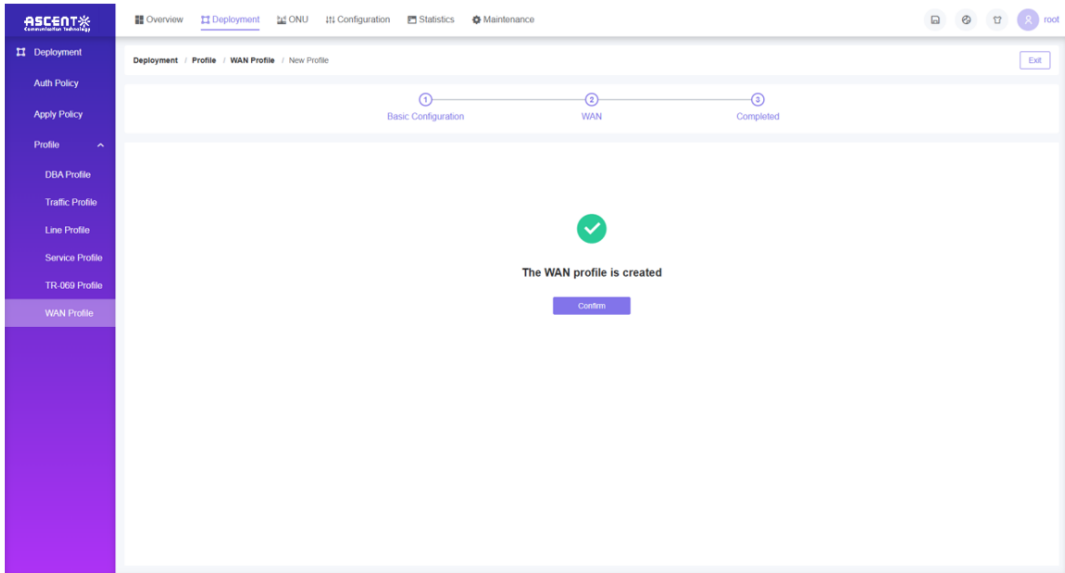 ASCENT
Communication Technology
Overview Deployment ONU Configuration Statistics Maintenance root
Deployment
Auth Policy
Apply Policy
Profile
DBA Profile
Traffic Profile
Line Profile
Service Profile
TR-069 Profile
WAN Profile
Deployment / Profile / WAN Profile / New Profile Exit
1 2 3
Basic Configuration WAN Completed
The WAN profile is created
Confirm